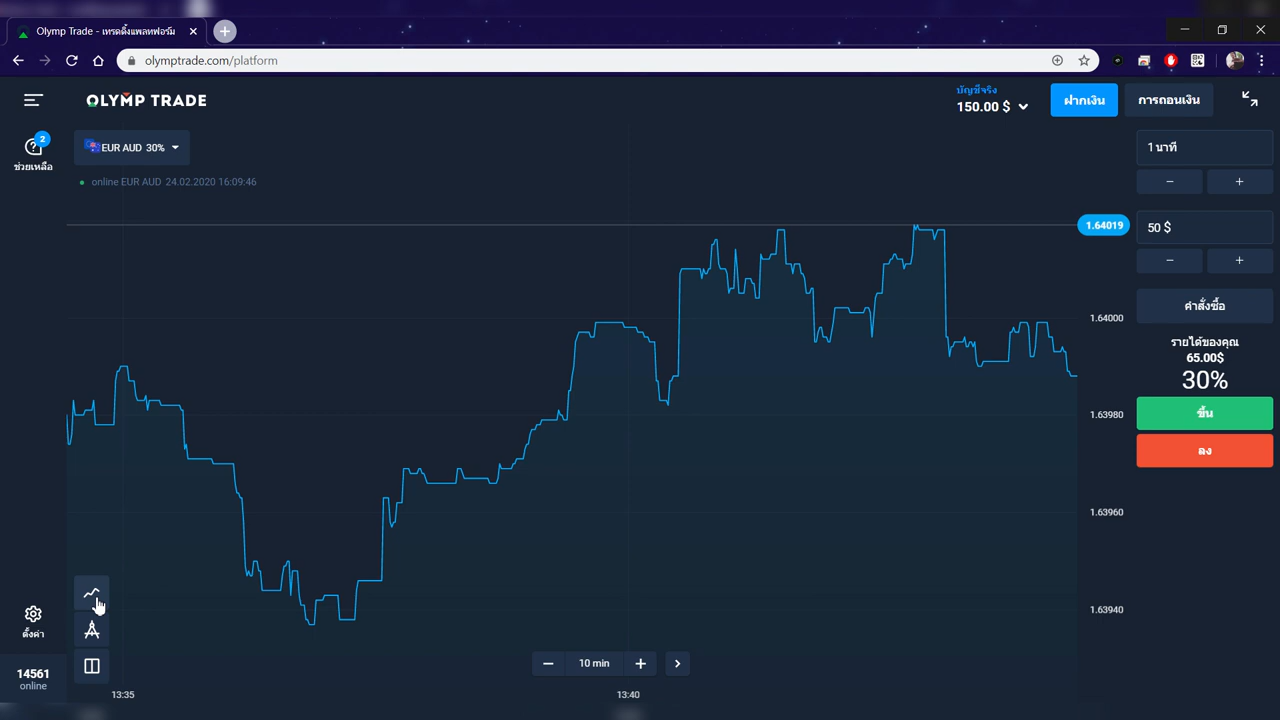 Olymp Trade - เทรดดิ้งแพลทฟอร์ม
olymptrade.com/platform
OLYMP TRADE
บัญชีจริง
150.00 $
ฝากเงิน
การถอนเงิน
2
ช่วยเหลือ
EUR AUD 30%
online EUR AUD 24.02.2020 16:09:46
1 นาที
1.64019
50 $
คำสั่งซื้อ
1.64000
รายได้ของคุณ
65.00$
30%
1.63980
ขึ้น
ลง
1.63960
1.63940
ตั้งค่า
10 min
14561
online
13:35
13:40